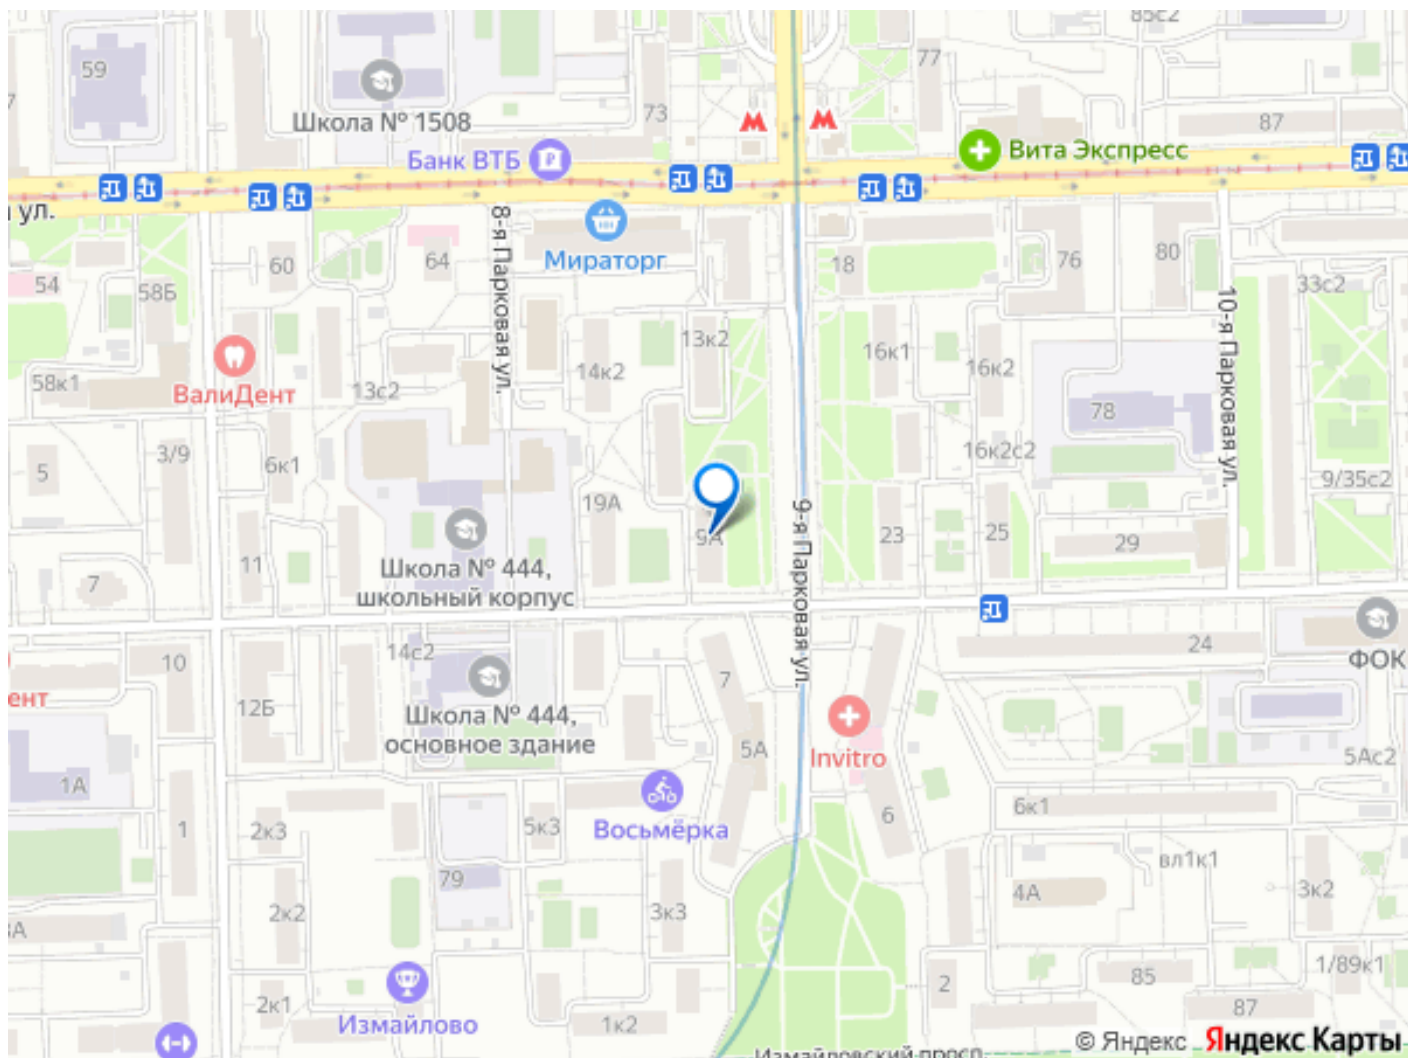 85с2
59
77
73
87
Школа № 1508
Банк ВТБ
Вита Экспресс
ул.
8-я Парковая ул.
Мираторг
60
64
18
76
80
54
58Б
33с2
10-я Парковая ул.
13к2
16к1
16к2
14к2
ВалиДент
58к1
13с2
78
3/9
6к1
5
16к2с2
9/35с2
19А
9А
9-я Парковая ул.
23
25
29
11
7
Школа № 444,
школьный корпус
24
14с2
10
ФОК
7
ент
12Б
Школа № 444,
основное здание
5А
Invitro
5Ас2
1А
6к1
6
1
2к3
5к3
Восьмёрка
вл1к1
79
4А
3к2
2к2
3к3
1/89к1
85
2
2к1
Измайлово
1к2
87
Измайловский просп.
© Яндекс Яндекс Карты